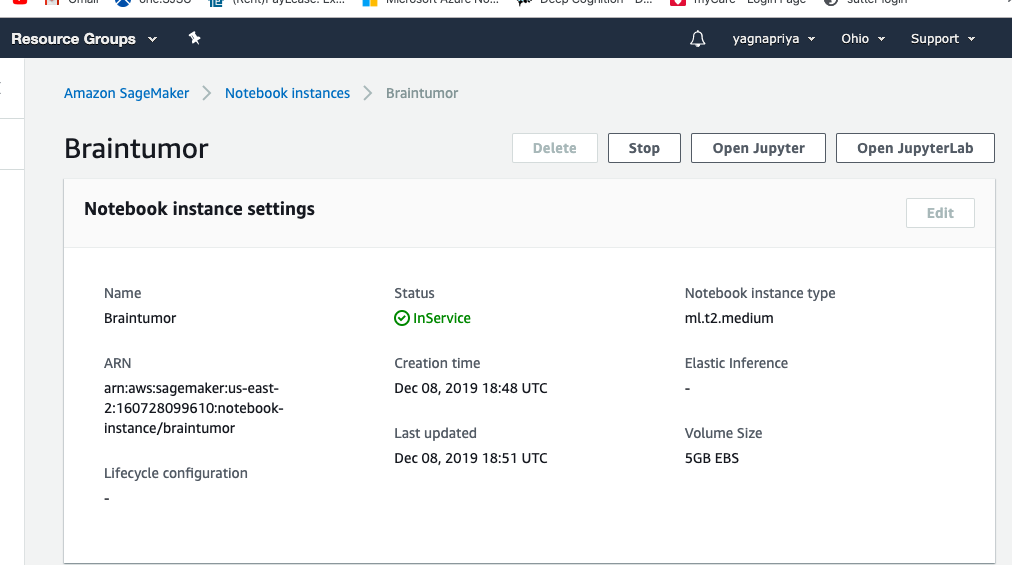 Gmail
one.SJSU
(Rent)PayLease: Ex...
Microsoft Azure No...
Deep Cognition - D...
myCare - Login Page
sutter login
Resource Groups
yagnapriya
Ohio
Support
Amazon SageMaker
Notebook instances
Braintumor
Braintumor
Delete
Stop
Open Jupyter
Open JupyterLab
Notebook instance settings
Edit
Name
Braintumor
Status
InService
Notebook instance type
ml.t2.medium
ARN
arn:aws:sagemaker:us-east-
2:160728099610:notebook-
instance/braintumor
Creation time
Dec 08, 2019 18:48 UTC
Elastic Inference
-
Last updated
Dec 08, 2019 18:51 UTC
Volume Size
5GB EBS
Lifecycle configuration
-